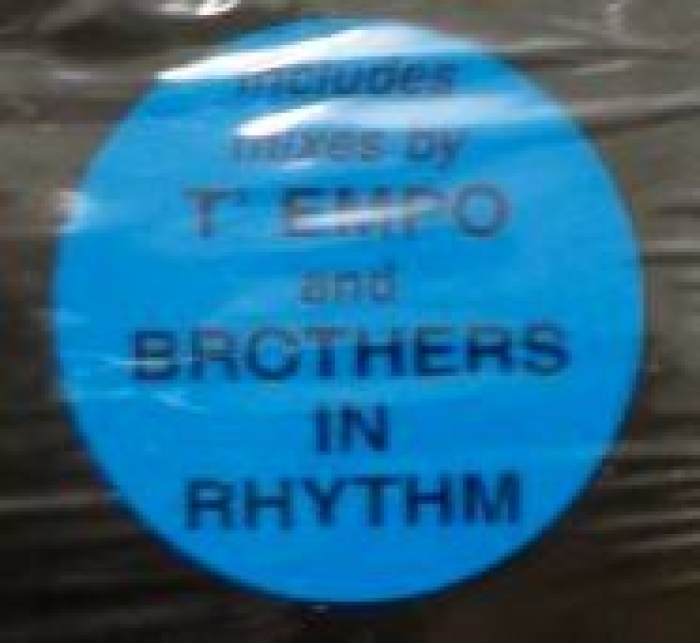 includes
mixes by
T' EMPO
and
BROTHERS
IN
RHYTHM